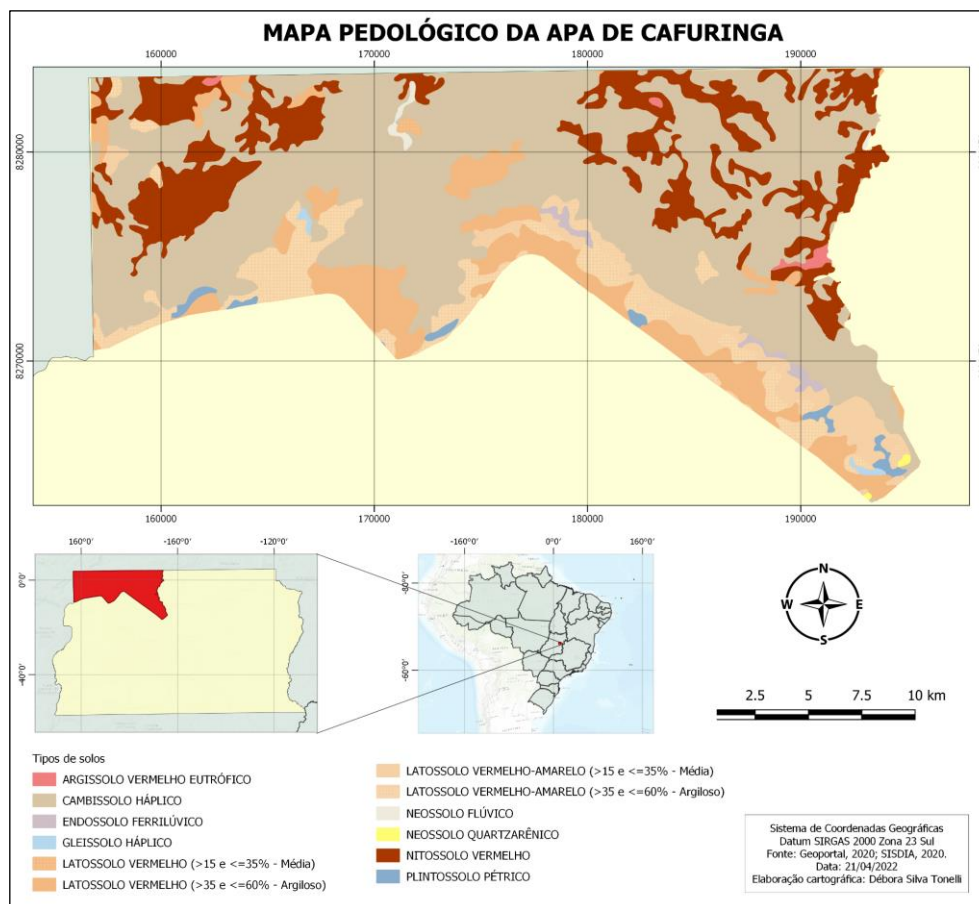 MAPA PEDOLÓGICO DA APA DE CAFURINGA
160000
170000
180000
190000
8280000
8270000
160000
170000
180000
190000
160°0'
-160°0'
-120°0'
0°0'
-40°0'
-160°0'
0°0'
160°0'
-80°0'
-60°0'
N
W
E
S
2.5
5
7.5
10 km
Tipos de solos
ARGISSOLO VERMELHO EUTRÓFICO
CAMBISSOLO HÁPLICO
ENDOSSOLO FERRILÚVICO
GLEISSOLO HÁPLICO
LATOSSOLO VERMELHO (>15 e <=35% - Média)
LATOSSOLO VERMELHO (>35 e <=60% - Argiloso)
LATOSSOLO VERMELHO-AMARELO (>15 e <=35% - Média)
LATOSSOLO VERMELHO-AMARELO (>35 e <=60% - Argiloso)
NEOSSOLO FLÚVICO
NEOSSOLO QUARTZARÊNICO
NITOSSOLO VERMELHO
PLINTOSSOLO PÉTRICO
Sistema de Coordenadas Geográficas
Datum SIRGAS 2000 Zona 23 Sul
Fonte: Geoportal, 2020; SISDIA, 2020.
Data: 21/04/2022
Elaboração cartográfica: Débora Silva Tonelli